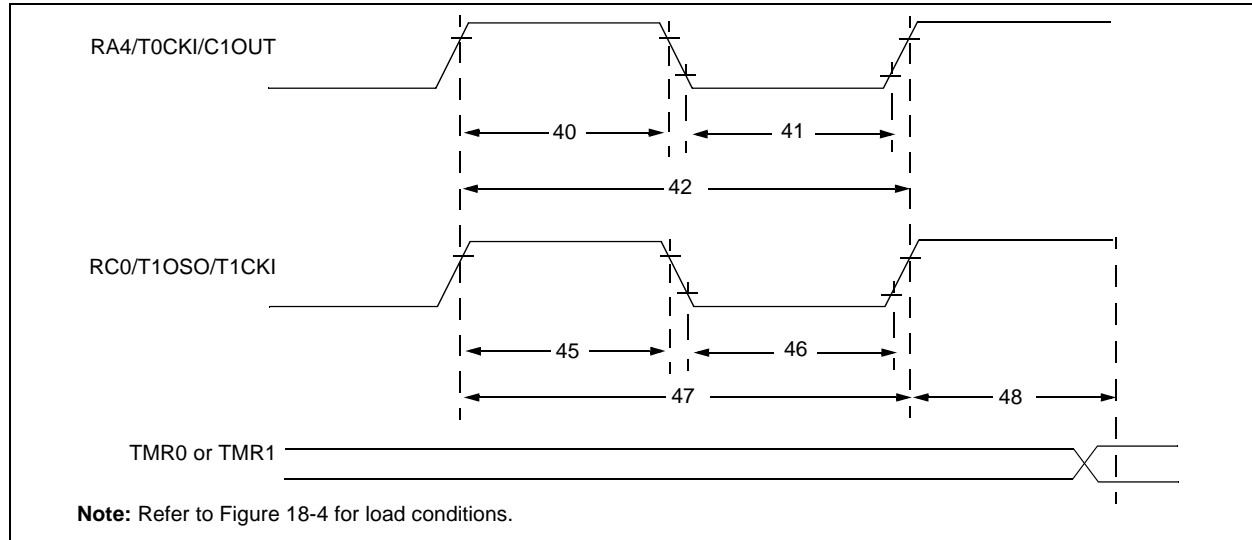 RA4/T0CKI/C1OUT
40
41
42
RC0/T1OSO/T1CKI
45
46
47
48
TMR0 or TMR1
Note: Refer to Figure 18-4 for load conditions.